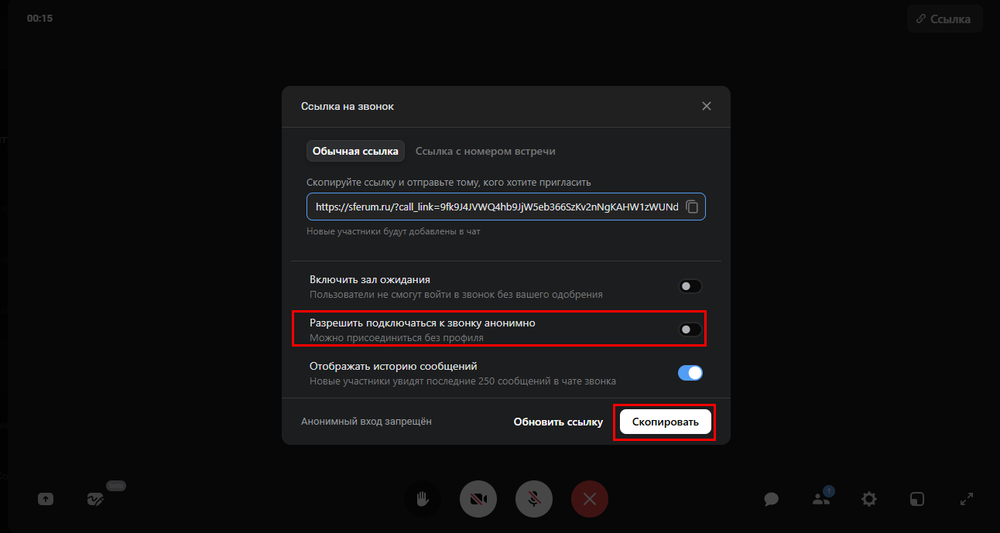 00:15
Ссылка
Ссылка на звонок
Обычная ссылка
Ссылка с номером встречи
Скопируйте ссылку и отправьте тому, кого хотите пригласить
https://sferum.ru/?call_link=9fk9J4JVWQ4hb9JjW5eb366SzKv2nNgKAHW1zWUNd
Новые участники будут добавлены в чат
Включить зал ожидания
Пользователи не смогут войти в звонок без вашего одобрения
Разрешить подключаться к звонку анонимно
Можно присоединиться без профиля
Отображать историю сообщений
Новые участники увидят последние 250 сообщений в чате звонка
Анонимный вход запрещён
Обновить ссылку
Скопировать
beta
1